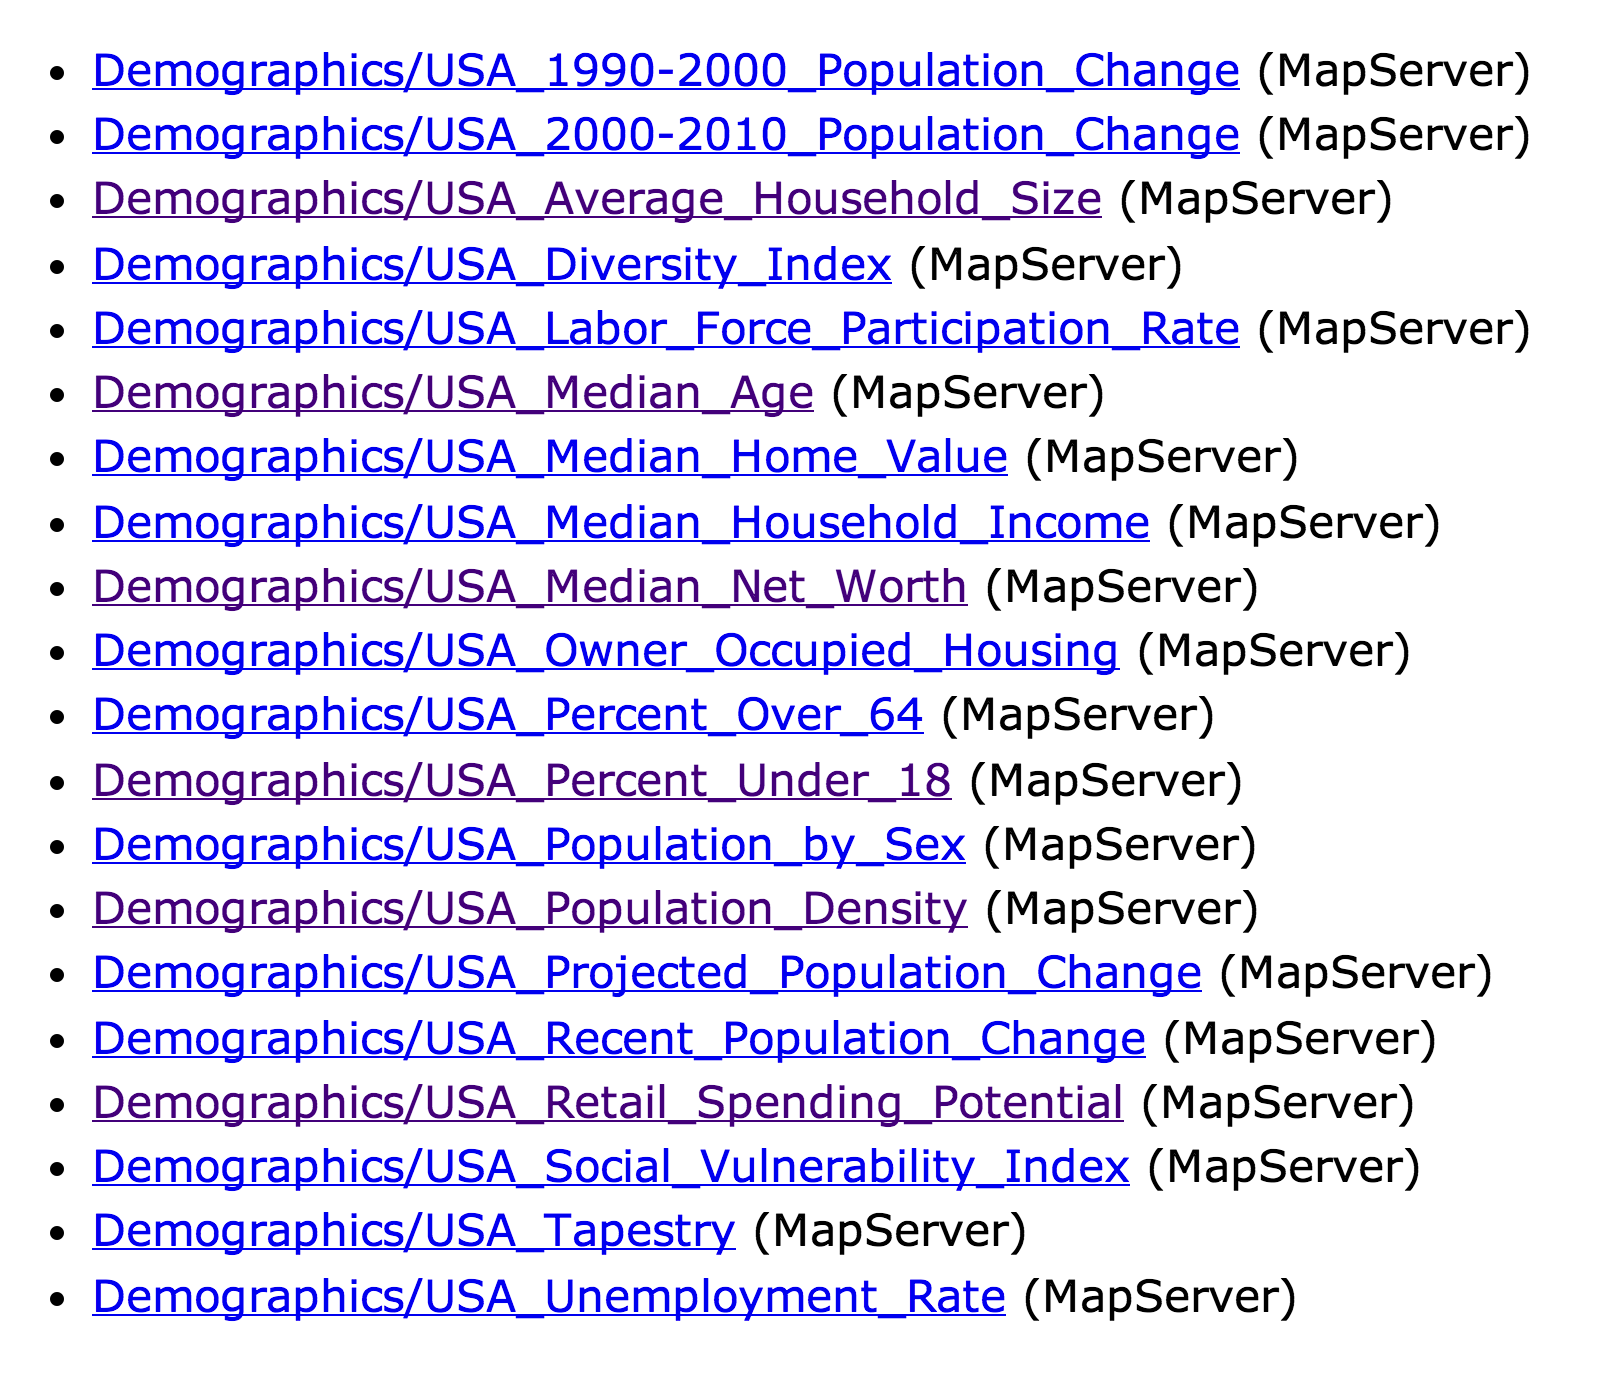 • Demographics/USA_1990-2000_Population_Change (MapServer)
• Demographics/USA_2000-2010_Population_Change (MapServer)
• Demographics/USA_Average_Household_Size (MapServer)
• Demographics/USA_Diversity_Index (MapServer)
• Demographics/USA_Labor_Force_Participation_Rate (MapServer)
• Demographics/USA_Median_Age (MapServer)
• Demographics/USA_Median_Home_Value (MapServer)
• Demographics/USA_Median_Household_Income (MapServer)
• Demographics/USA_Median_Net_Worth (MapServer)
• Demographics/USA_Owner_Occupied_Housing (MapServer)
• Demographics/USA_Percent_Over_64 (MapServer)
• Demographics/USA_Percent_Under_18 (MapServer)
• Demographics/USA_Population_by_Sex (MapServer)
• Demographics/USA_Population_Density (MapServer)
• Demographics/USA_Projected_Population_Change (MapServer)
• Demographics/USA_Recent_Population_Change (MapServer)
• Demographics/USA_Retail_Spending_Potential (MapServer)
• Demographics/USA_Social_Vulnerability_Index (MapServer)
• Demographics/USA_Tapestry (MapServer)
• Demographics/USA_Unemployment_Rate (MapServer)